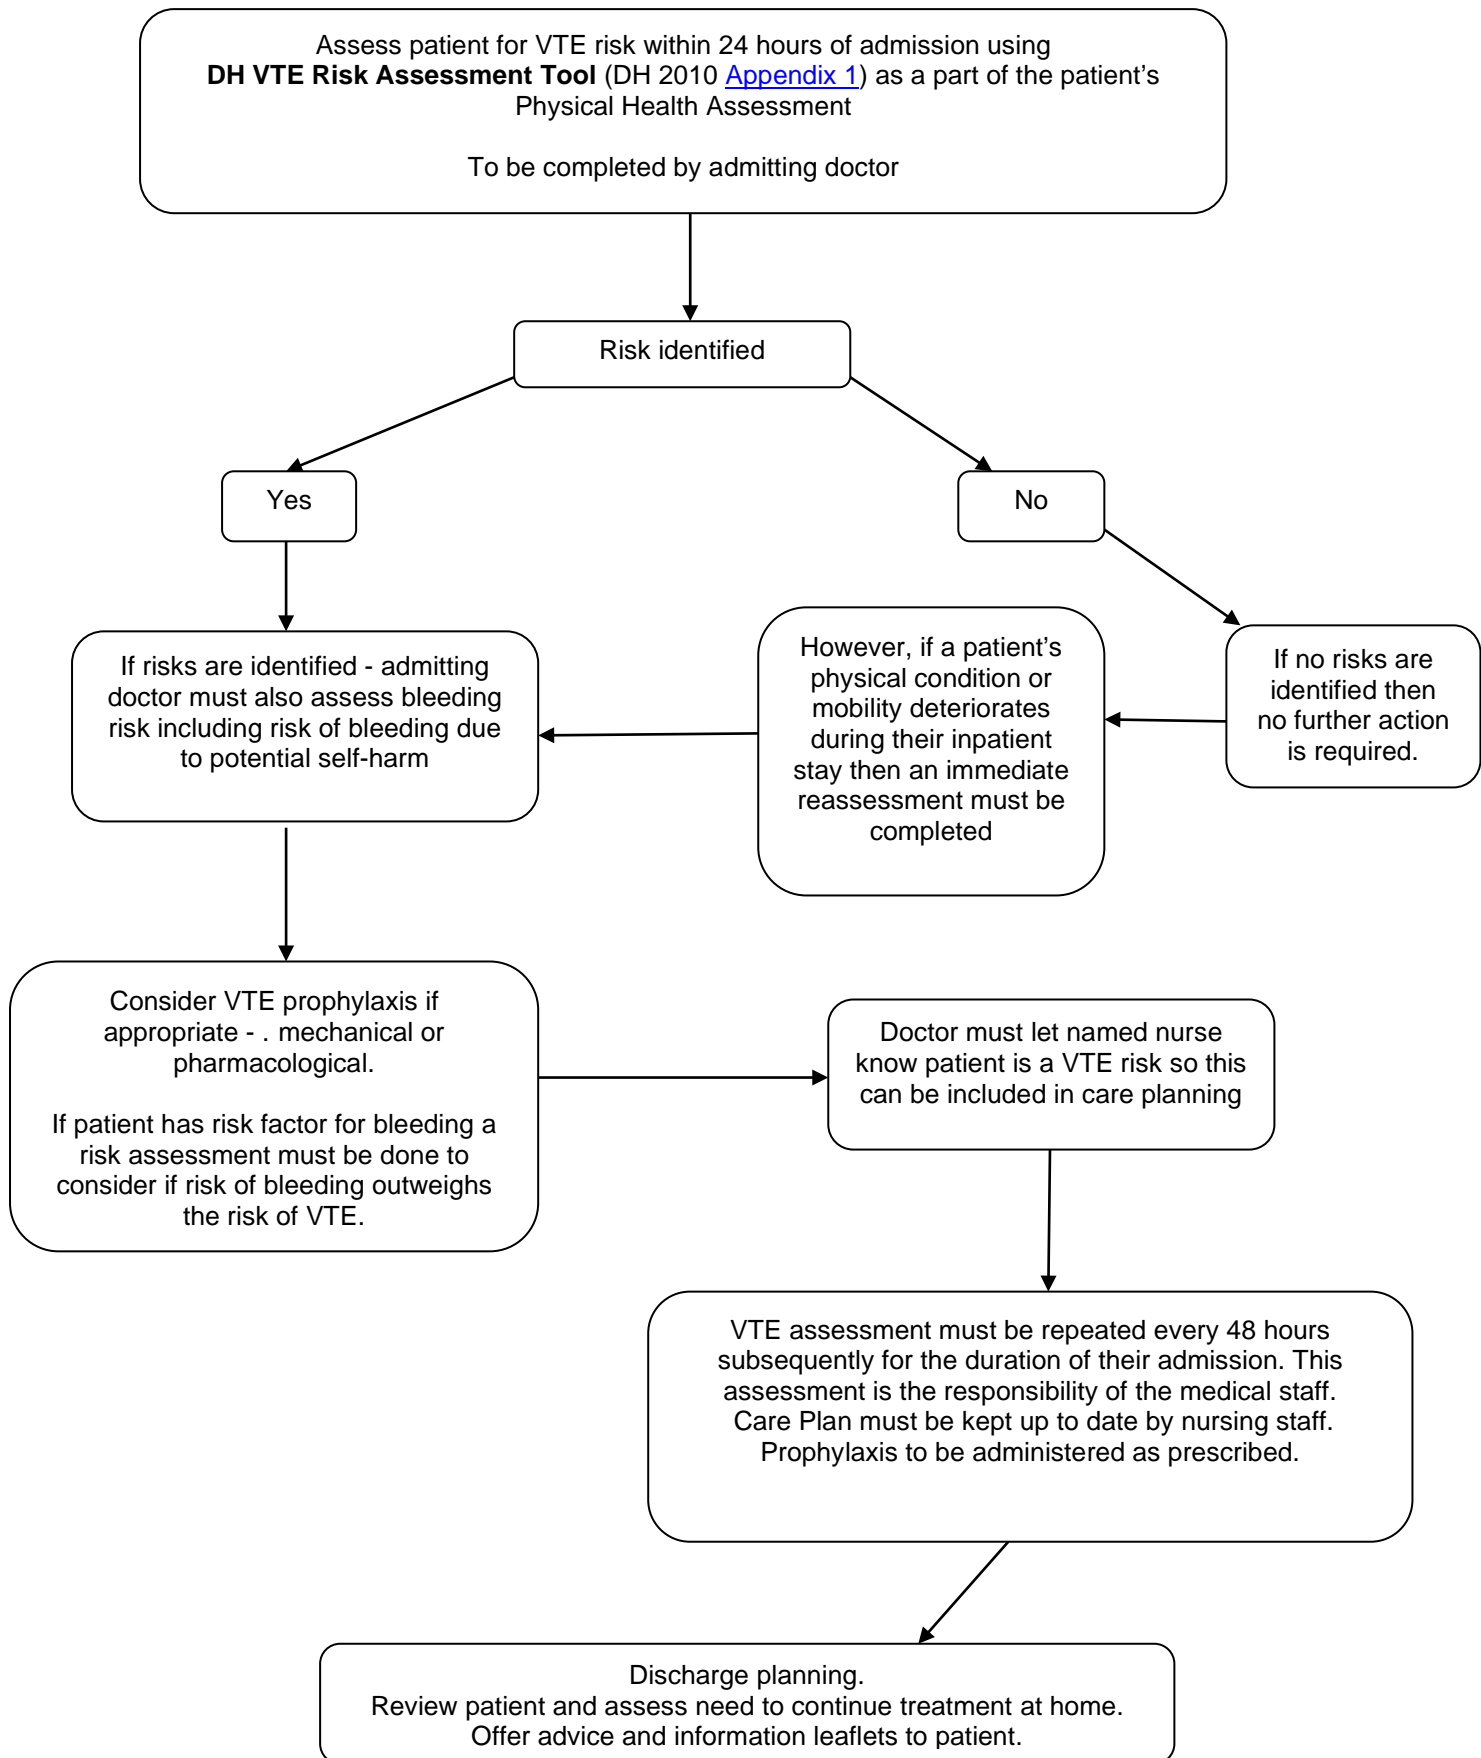 Assess patient for VTE risk within 24 hours of admission using
DH VTE Risk Assessment Tool (DH 2010 Appendix 1) as a part of the patient’s
Physical Health Assessment
To be completed by admitting doctor
Risk identified
Yes
No
If risks are identified - admitting
doctor must also assess bleeding
risk including risk of bleeding due
to potential self-harm
However, if a patient’s
physical condition or
mobility deteriorates
during their inpatient
stay then an immediate
reassessment must be
completed
If no risks are
identified then
no further action
is required.
Consider VTE prophylaxis if
appropriate - . mechanical or
pharmacological.
If patient has risk factor for bleeding a
risk assessment must be done to
consider if risk of bleeding outweighs
the risk of VTE.
Doctor must let named nurse
know patient is a VTE risk so this
can be included in care planning
VTE assessment must be repeated every 48 hours
subsequently for the duration of their admission. This
assessment is the responsibility of the medical staff.
Care Plan must be kept up to date by nursing staff.
Prophylaxis to be administered as prescribed.
Discharge planning.
Review patient and assess need to continue treatment at home.
Offer advice and information leaflets to patient.